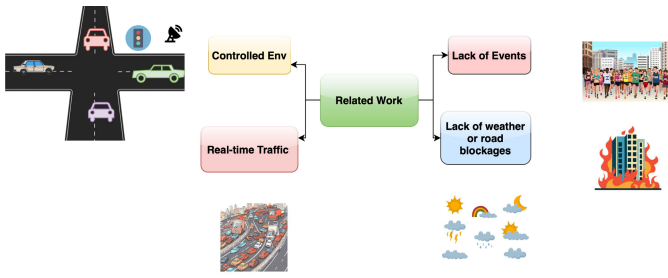 Controlled Env
Lack of Events
Related Work
Real-time Traffic
Lack of weather
or road
blockages